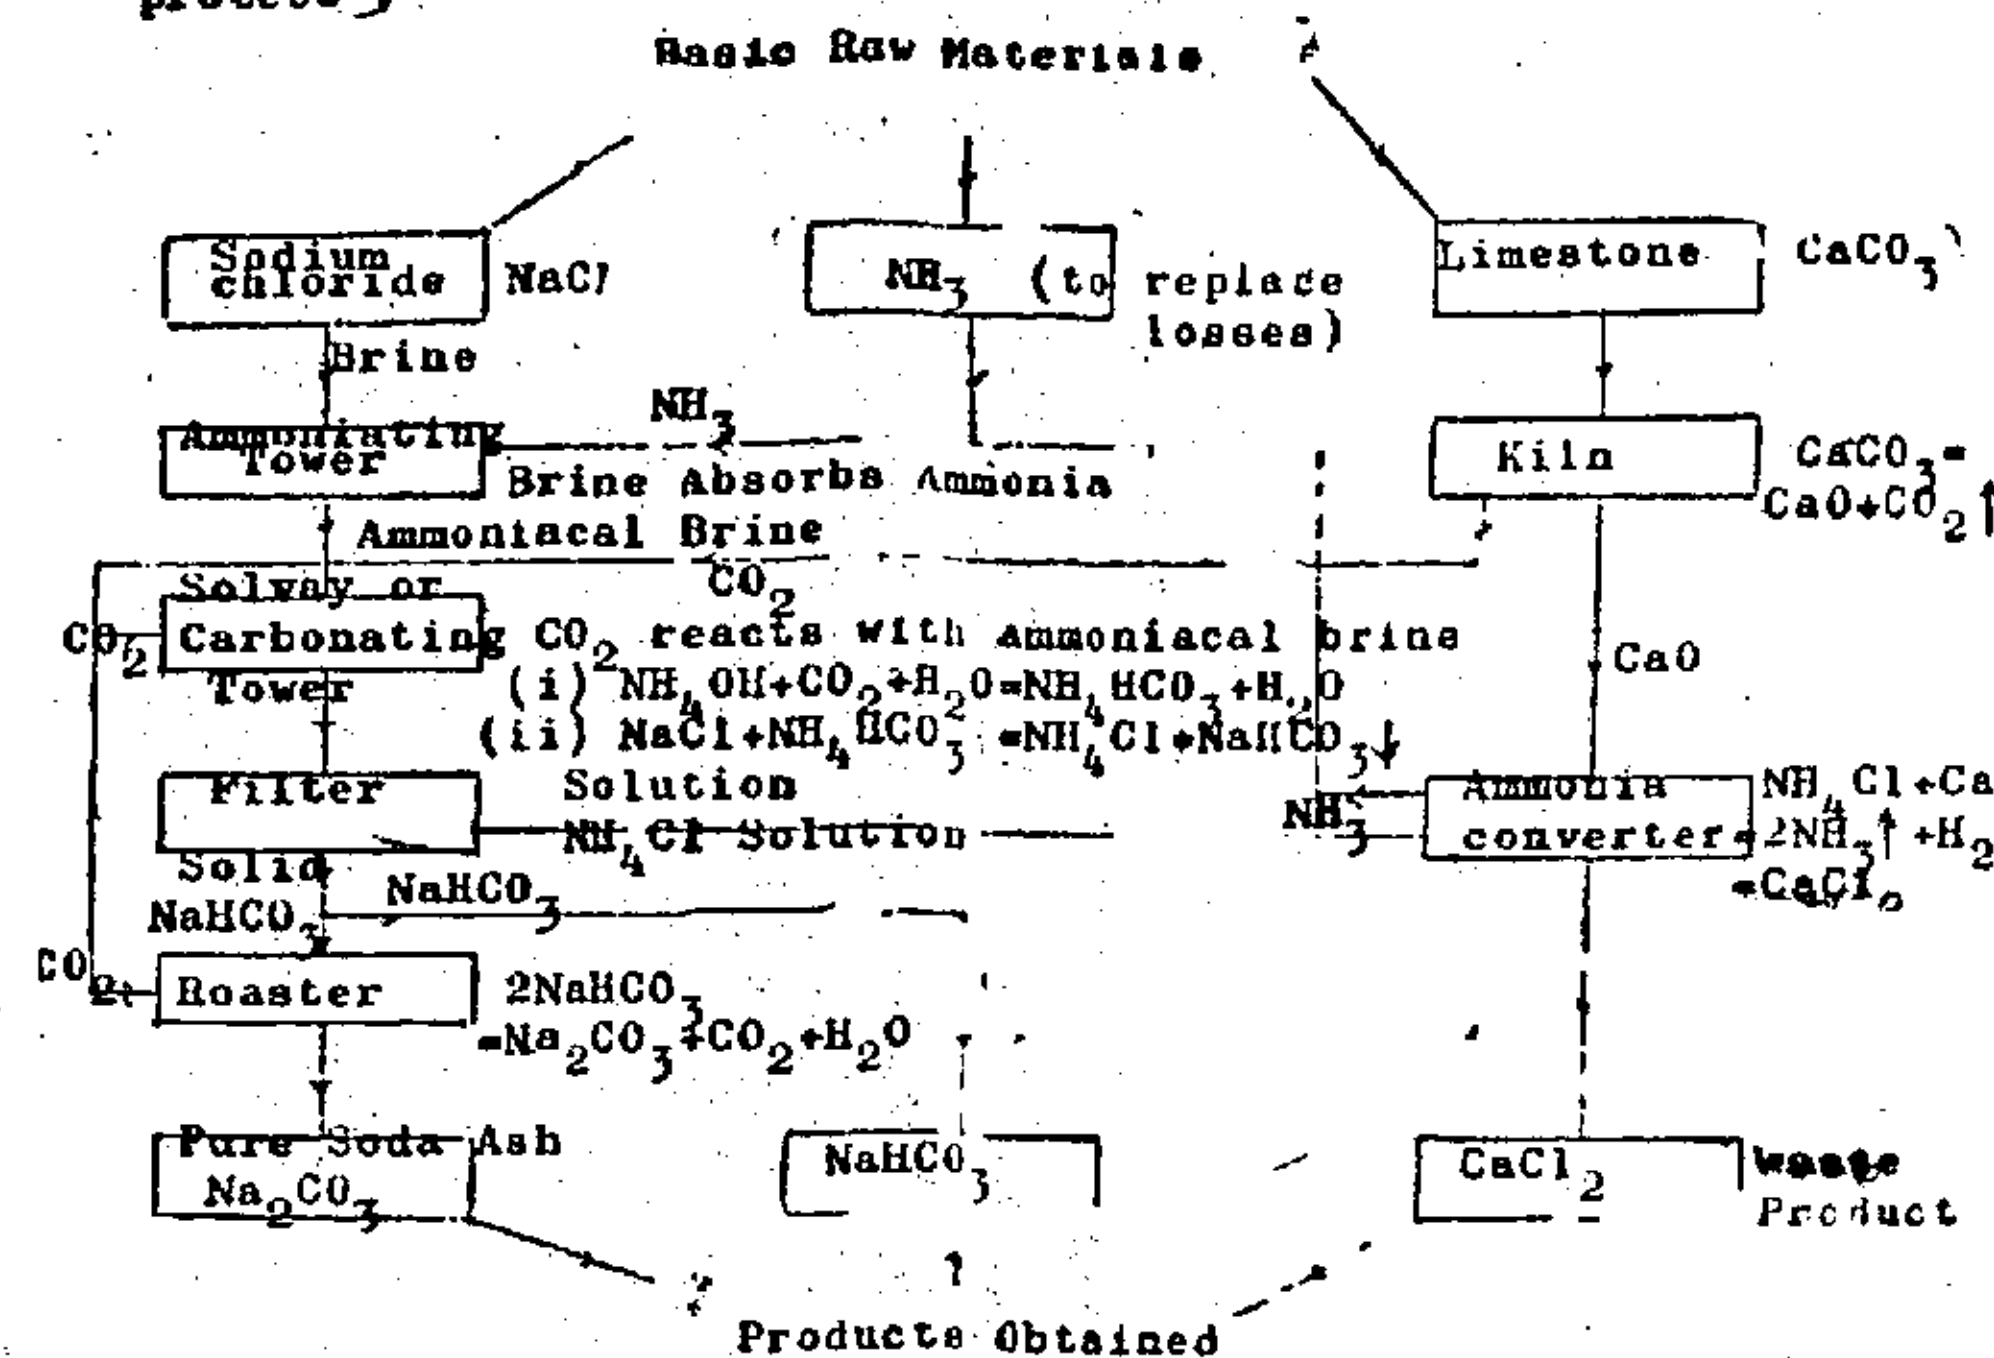 Basic Raw Materials
Sodium
chloride
NaCl
NH3 (to replace
losses)
Limestone
CaCO3
Brine
NH3
Ammoniating
Tower
Brine Absorbs Ammonia
Kiln
CaCO3=
CaO+CO2↑
Ammoniacal Brine
CO2
Solvay or
CO2
Carbonating
Tower
CO2 reacts with Ammoniacal brine
(i) NH4OH+CO2+H2O=NH4HCO3+H2O
(ii) NaCl+NH4HCO3=NH4Cl+NaHCO3↓
CaO
Filter
Solution
NH4Cl Solution
NH3
Ammonia
converter
NH4Cl+Ca
=2NH3↑+H2
=CaCl
Solid
NaHCO3
NaHCO3
CO2
Roaster
2NaHCO3
=Na2CO3+CO2+H2O
Pure Soda Ash
Na2CO3
NaHCO3
CaCl2
Waste
Product
Products Obtained